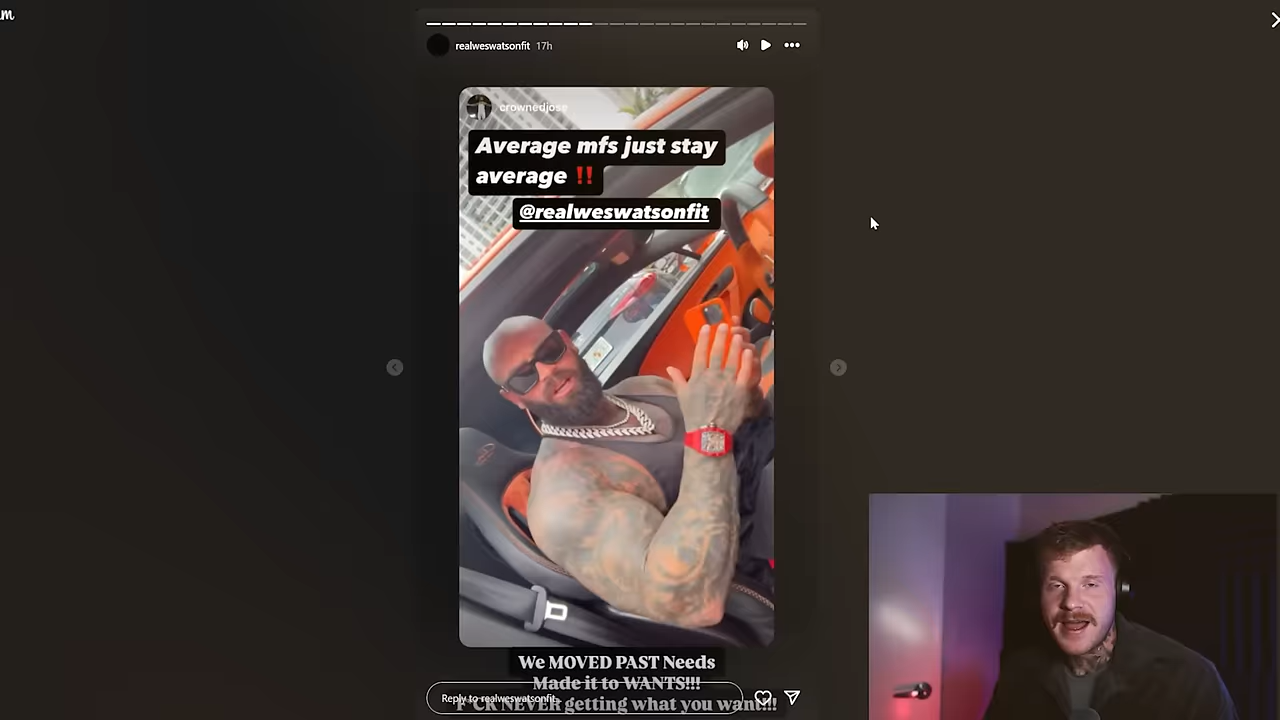 m
realweswatsonfit 17h
crownedjose
Average mfs just stay
average ‼️
@realweswatsonfit
We MOVED PAST Needs
Made it to WANTS!!!
F*CK NEVER getting what you want!!!
Reply to realweswatsonfit...